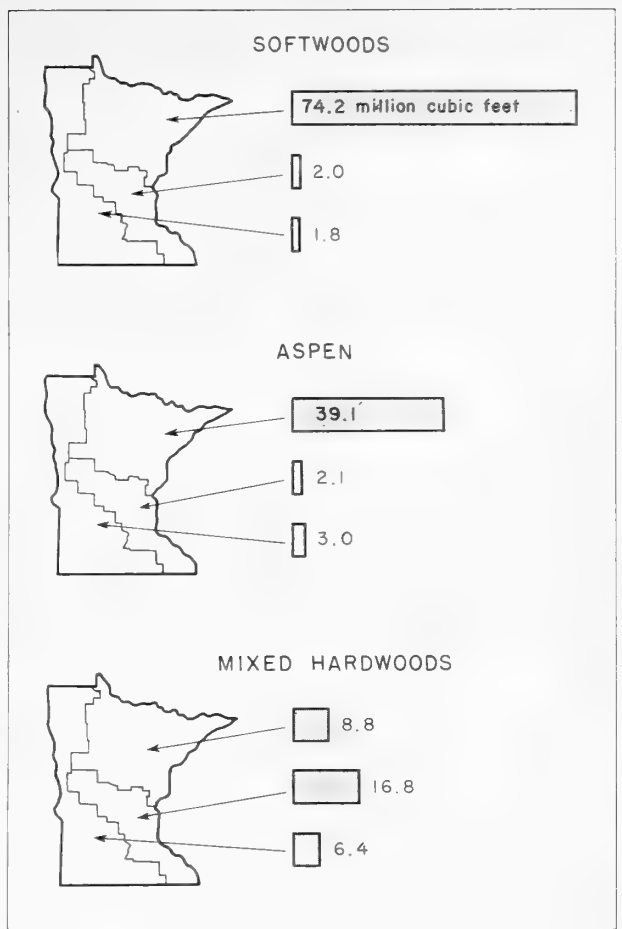 SOFTWOODS
74.2 million cubic feet
2.0
1.8
ASPEN
39.1
2.1
3.0
MIXED HARDWOODS
8.8
16.8
6.4